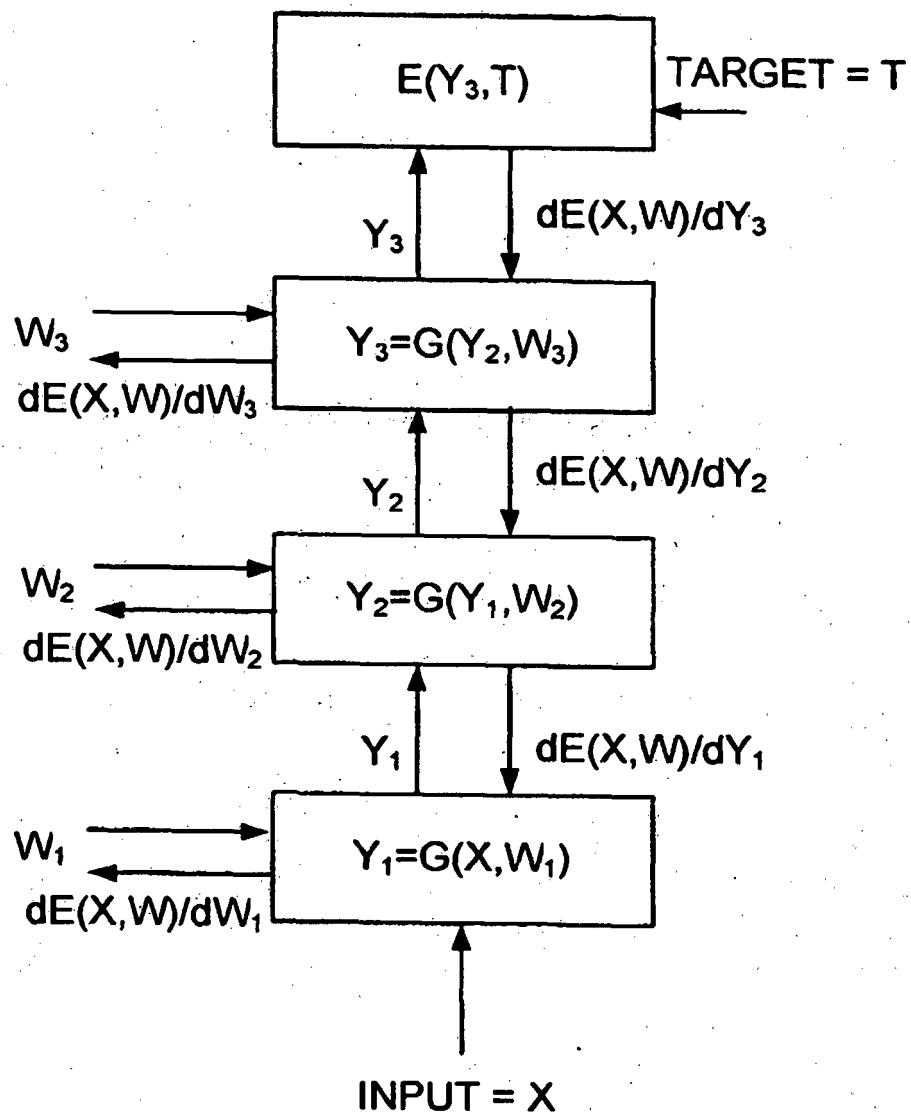 E(Y₃,T)
TARGET = T
Y₃
dE(X,W)/dY₃
W₃
Y₃=G(Y₂,W₃)
dE(X,W)/dW₃
Y₂
dE(X,W)/dY₂
W₂
Y₂=G(Y₁,W₂)
dE(X,W)/dW₂
Y₁
dE(X,W)/dY₁
W₁
Y₁=G(X,W₁)
dE(X,W)/dW₁
INPUT = X